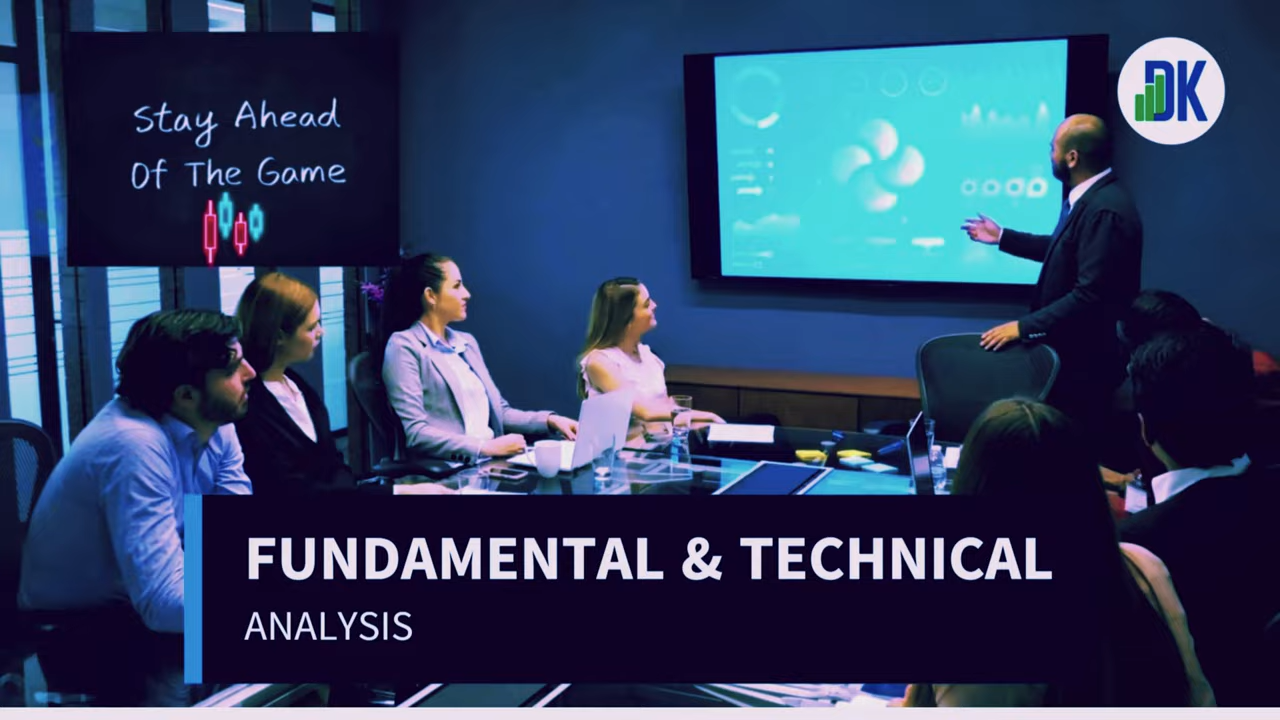 Stay Ahead
Of The Game
DK
FUNDAMENTAL & TECHNICAL
ANALYSIS